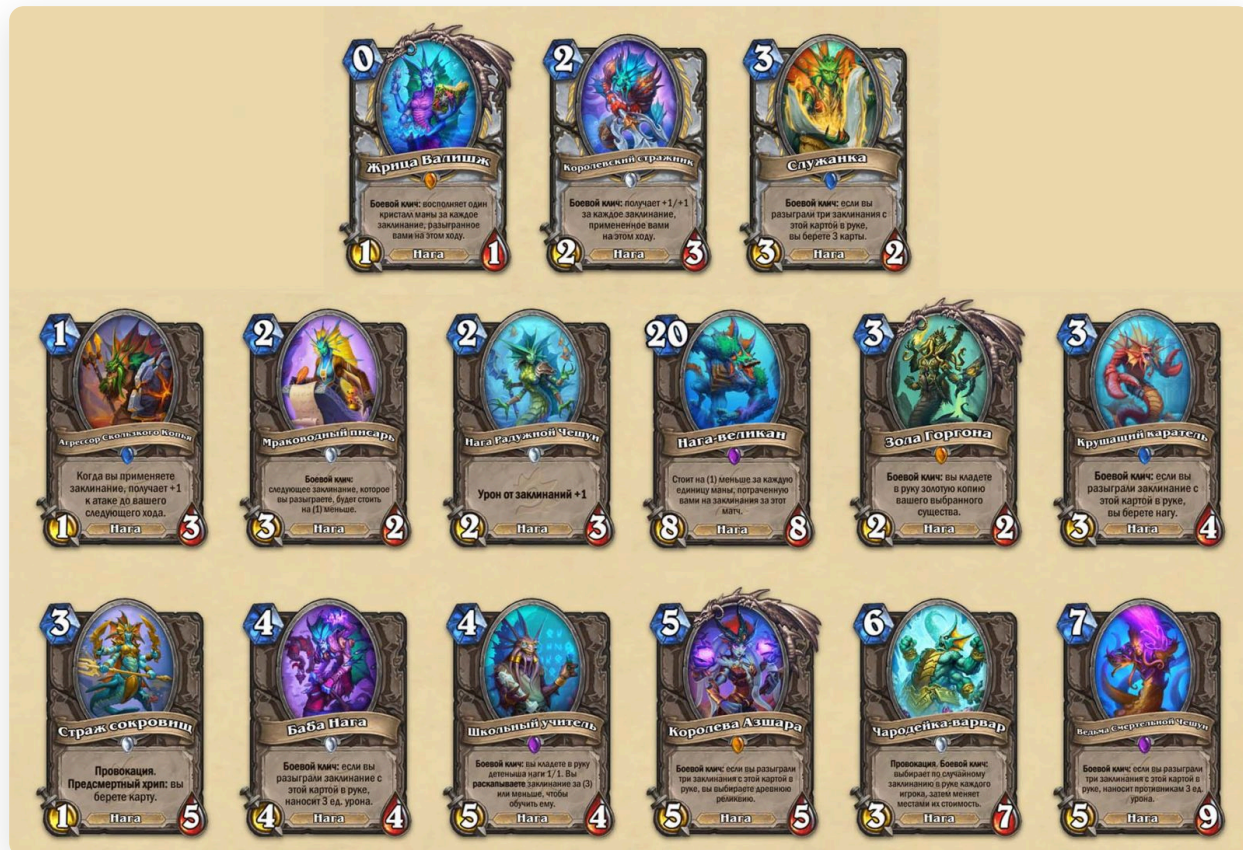 0
Жрица Валишж
Боевой клич: восполняет один
кристалл маны за каждое
заклинание, разыгранное
вами на этом ходу.
1
Нага
1
2
Королевский стражник
Боевой клич: получает +1/+1
за каждое заклинание,
примененное вами
на этом ходу.
2
Нага
3
3
Служанка
Боевой клич: если вы
разыграли три заклинания с
этой картой в руке,
вы берете 3 карты.
3
Нага
2
1
Агрессор Скользкого Копья
Когда вы применяете
заклинание, получает +1
к атаке до вашего
следующего хода.
1
Нага
3
2
Мраководный писарь
Боевой клич:
следующее заклинание, которое
вы разыграете, будет стоить
на (1) меньше.
3
Нага
2
2
Нага Радужной Чешуи
Урон от заклинаний +1
2
Нага
3
20
Нага-великан
Стоит на (1) меньше за каждую
единицу маны, потраченную
вами на заклинания за этот
матч.
8
Нага
8
3
Зола Горгона
Боевой клич: вы кладете
в руку золотую копию
вашего выбранного
существа.
2
Нага
2
3
Крушащий каратель
Боевой клич: если вы
разыграли заклинание с
этой картой в руке,
вы берете нагу.
3
Нага
4
3
Страж сокровищ
Провокация.
Предсмертный хрип: вы
берете карту.
1
Нага
5
4
Баба Нага
Боевой клич: если вы
разыграли заклинание с
этой картой в руке,
наносит 3 ед. урона.
4
Нага
4
4
Школьный учитель
Боевой клич: вы кладете в руку
детеныша наги 1/1. Вы
раскапываете заклинание за (3)
или меньше, чтобы
обучить ему.
5
Нага
4
5
Королева Азшара
Боевой клич: если вы разыграли
три заклинания с этой картой в
руке, вы выбираете древнюю
реликвию.
5
Нага
5
6
Чародейка-варвар
Провокация. Боевой клич:
выбирает по случайному
заклинанию в руке каждого
игрока, затем меняет
местами их стоимость.
3
Нага
7
7
Ведьма Смертельной Чешуи
Боевой клич: если вы разыграли
три заклинания с этой картой в
руке, наносит противникам 3 ед.
урона.
5
Нага
9